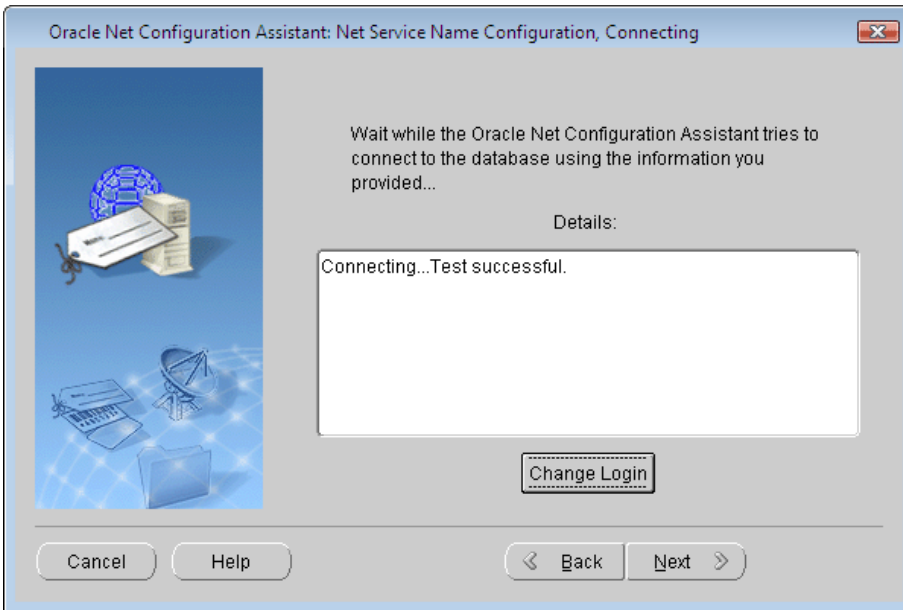 Oracle Net Configuration Assistant: Net Service Name Configuration, Connecting
Wait while the Oracle Net Configuration Assistant tries to
connect to the database using the information you
provided...
Details:
Connecting...Test successful.
Change Login
Cancel
Help
Back
Next